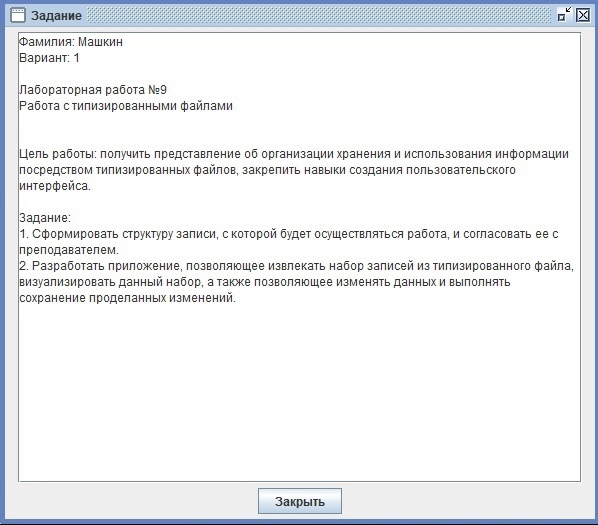 Задание
Фамилия: Машкин
Вариант: 1
Лабораторная работа №9
Работа с типизированными файлами
Цель работы: получить представление об организации хранения и использования информации
посредством типизированных файлов, закрепить навыки создания пользовательского
интерфейса.
Задание:
1. Сформировать структуру записи, с которой будет осуществляться работа, и согласовать ее с
преподавателем.
2. Разработать приложение, позволяющее извлекать набор записей из типизированного файла,
визуализировать данный набор, а также позволяющее изменять данных и выполнять
сохранение проделанных изменений.
Закрыть